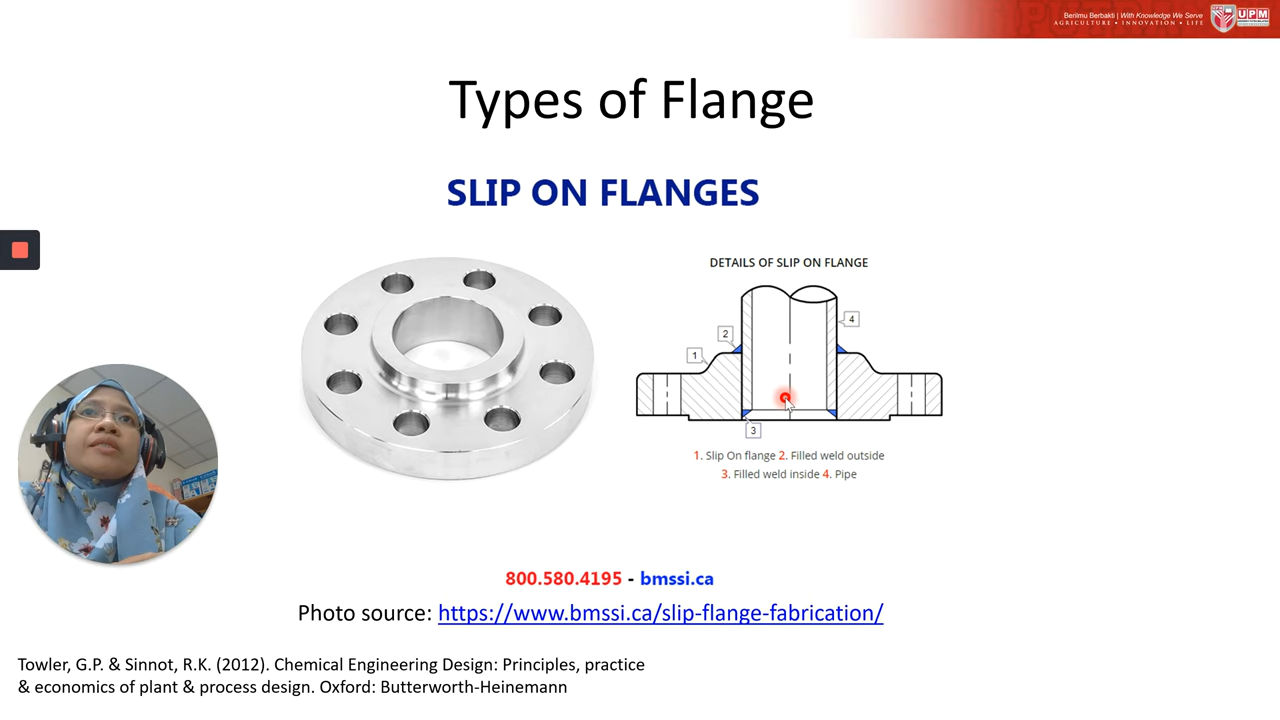 Berilmu Berbakti | With Knowledge We Serve
AGRICULTURE • INNOVATION • LIFE
UPM
Types of Flange
SLIP ON FLANGES
DETAILS OF SLIP ON FLANGE
4
2
1
3
1. Slip On flange 2. Filled weld outside
3. Filled weld inside 4. Pipe
800.580.4195 - bmssi.ca
Photo source: https://www.bmssi.ca/slip-flange-fabrication/
Towler, G.P. & Sinnot, R.K. (2012). Chemical Engineering Design: Principles, practice
& economics of plant & process design. Oxford: Butterworth-Heinemann